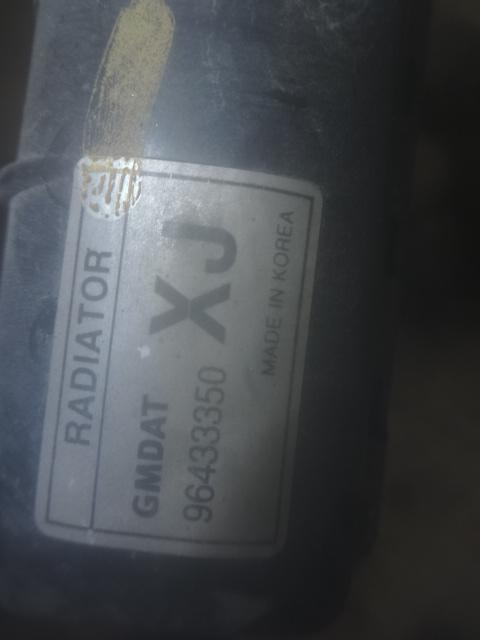 RADIATOR
GMDAT XJ
96433350
MADE IN KOREA